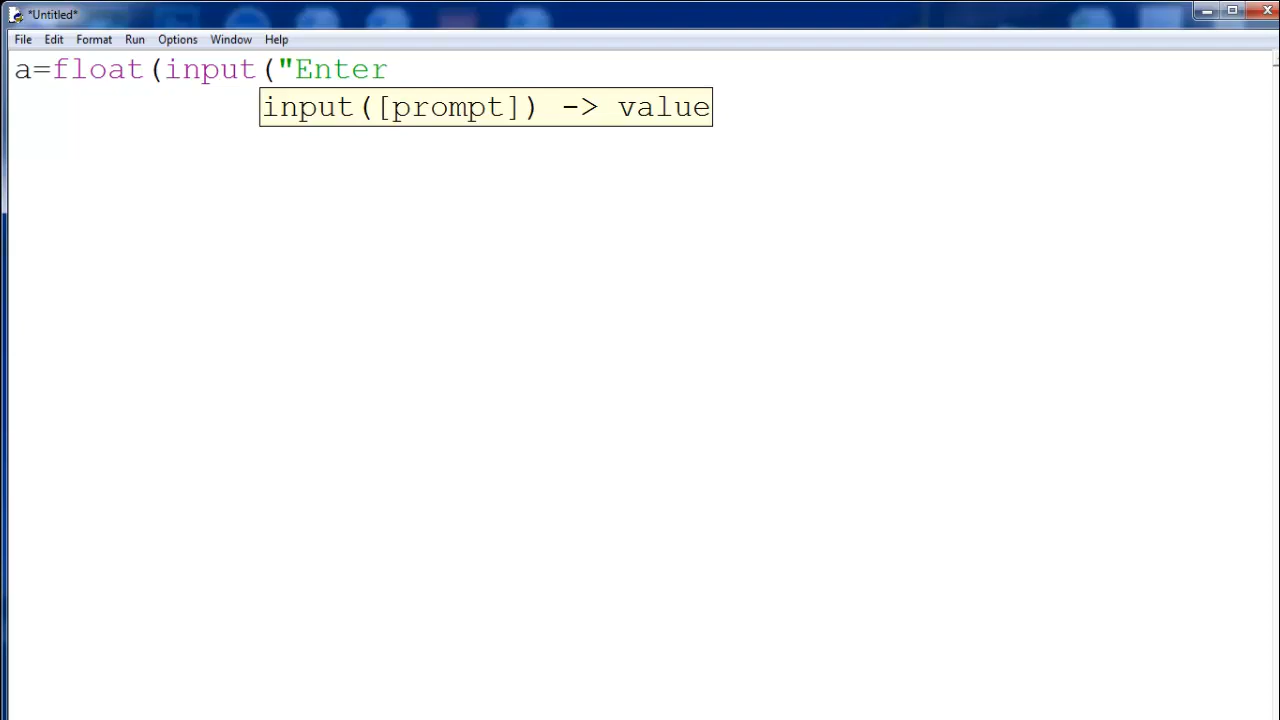 *Untitled*
File Edit Format Run Options Window Help
a=float(input("Enter
input([prompt]) -> value